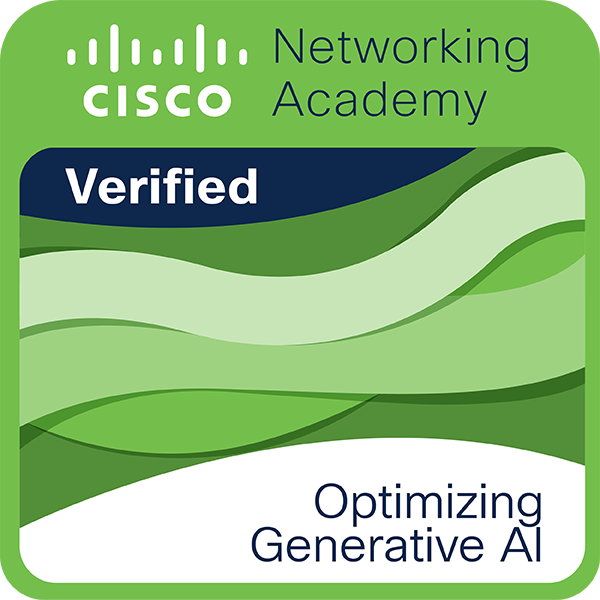 Networking
CISCO Academy
Verified
Optimizing
Generative AI